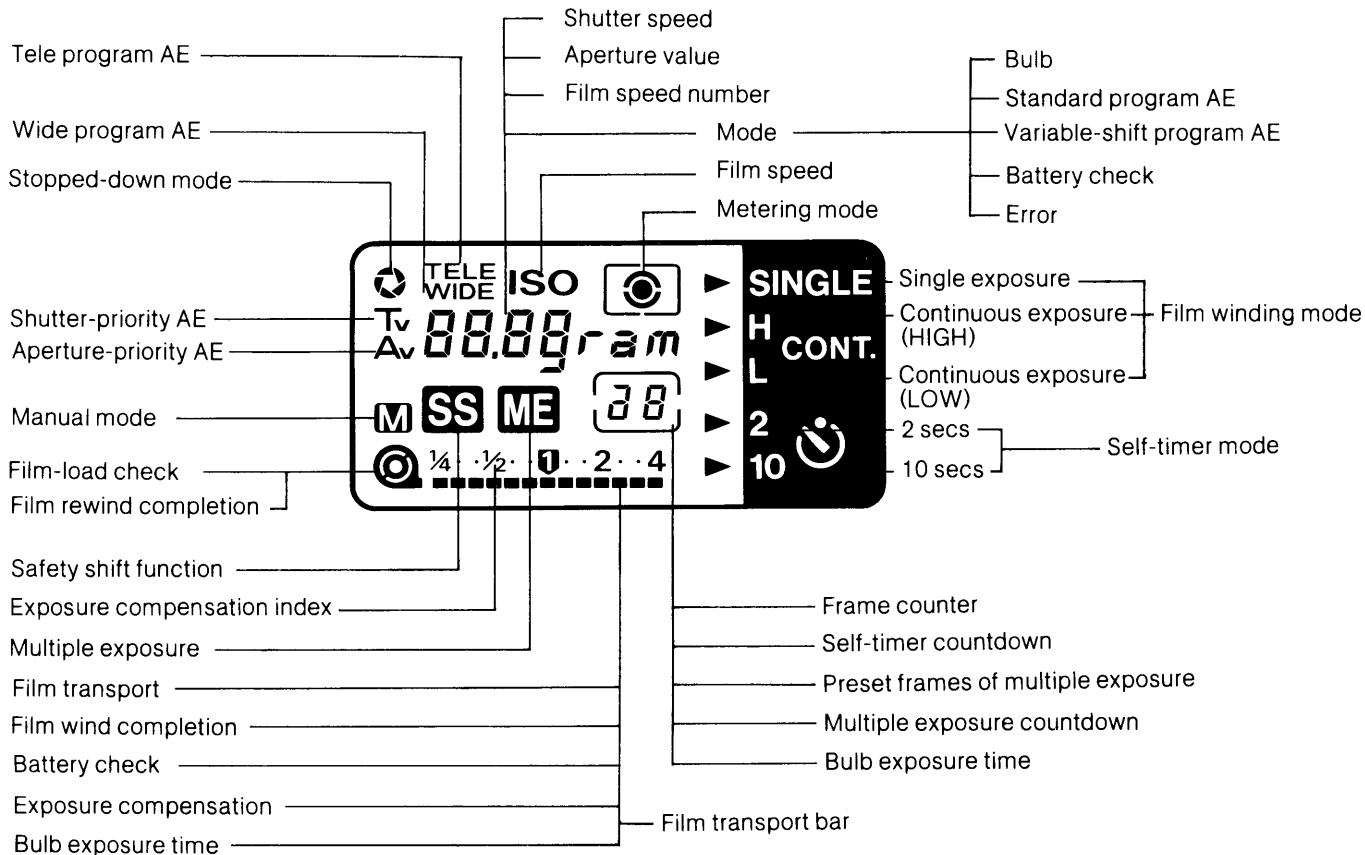 Shutter speed
Aperture value
Film speed number
Mode
Film speed
Metering mode
Tele program AE
Wide program AE
Stopped-down mode
Bulb
Standard program AE
Variable-shift program AE
Battery check
Error
TELE
WIDE
ISO
Tv
Av
88.8gram
M
SS
ME
38
¼ · · ½ · · 1 · · 2 · · 4
SINGLE
H
CONT.
L
2
10
Shutter-priority AE
Aperture-priority AE
Manual mode
Film-load check
Film rewind completion
Single exposure
Continuous exposure
(HIGH)
Continuous exposure
(LOW)
Film winding mode
2 secs
10 secs
Self-timer mode
Safety shift function
Exposure compensation index
Multiple exposure
Film transport
Film wind completion
Battery check
Exposure compensation
Bulb exposure time
Frame counter
Self-timer countdown
Preset frames of multiple exposure
Multiple exposure countdown
Bulb exposure time
Film transport bar